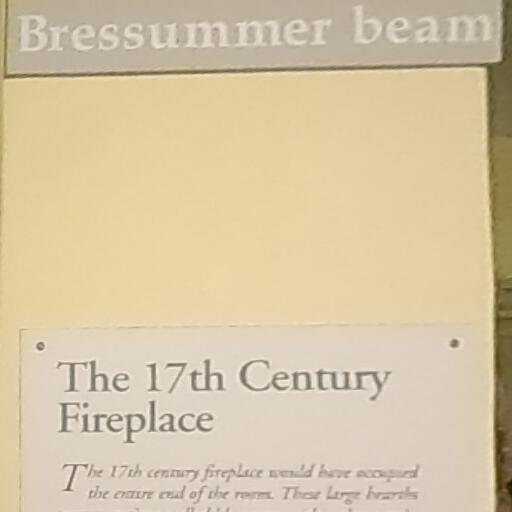 Bressummer beam
The 17th Century
Fireplace
The 17th century fireplace would have occupied
the entire end of the room. These large hearths